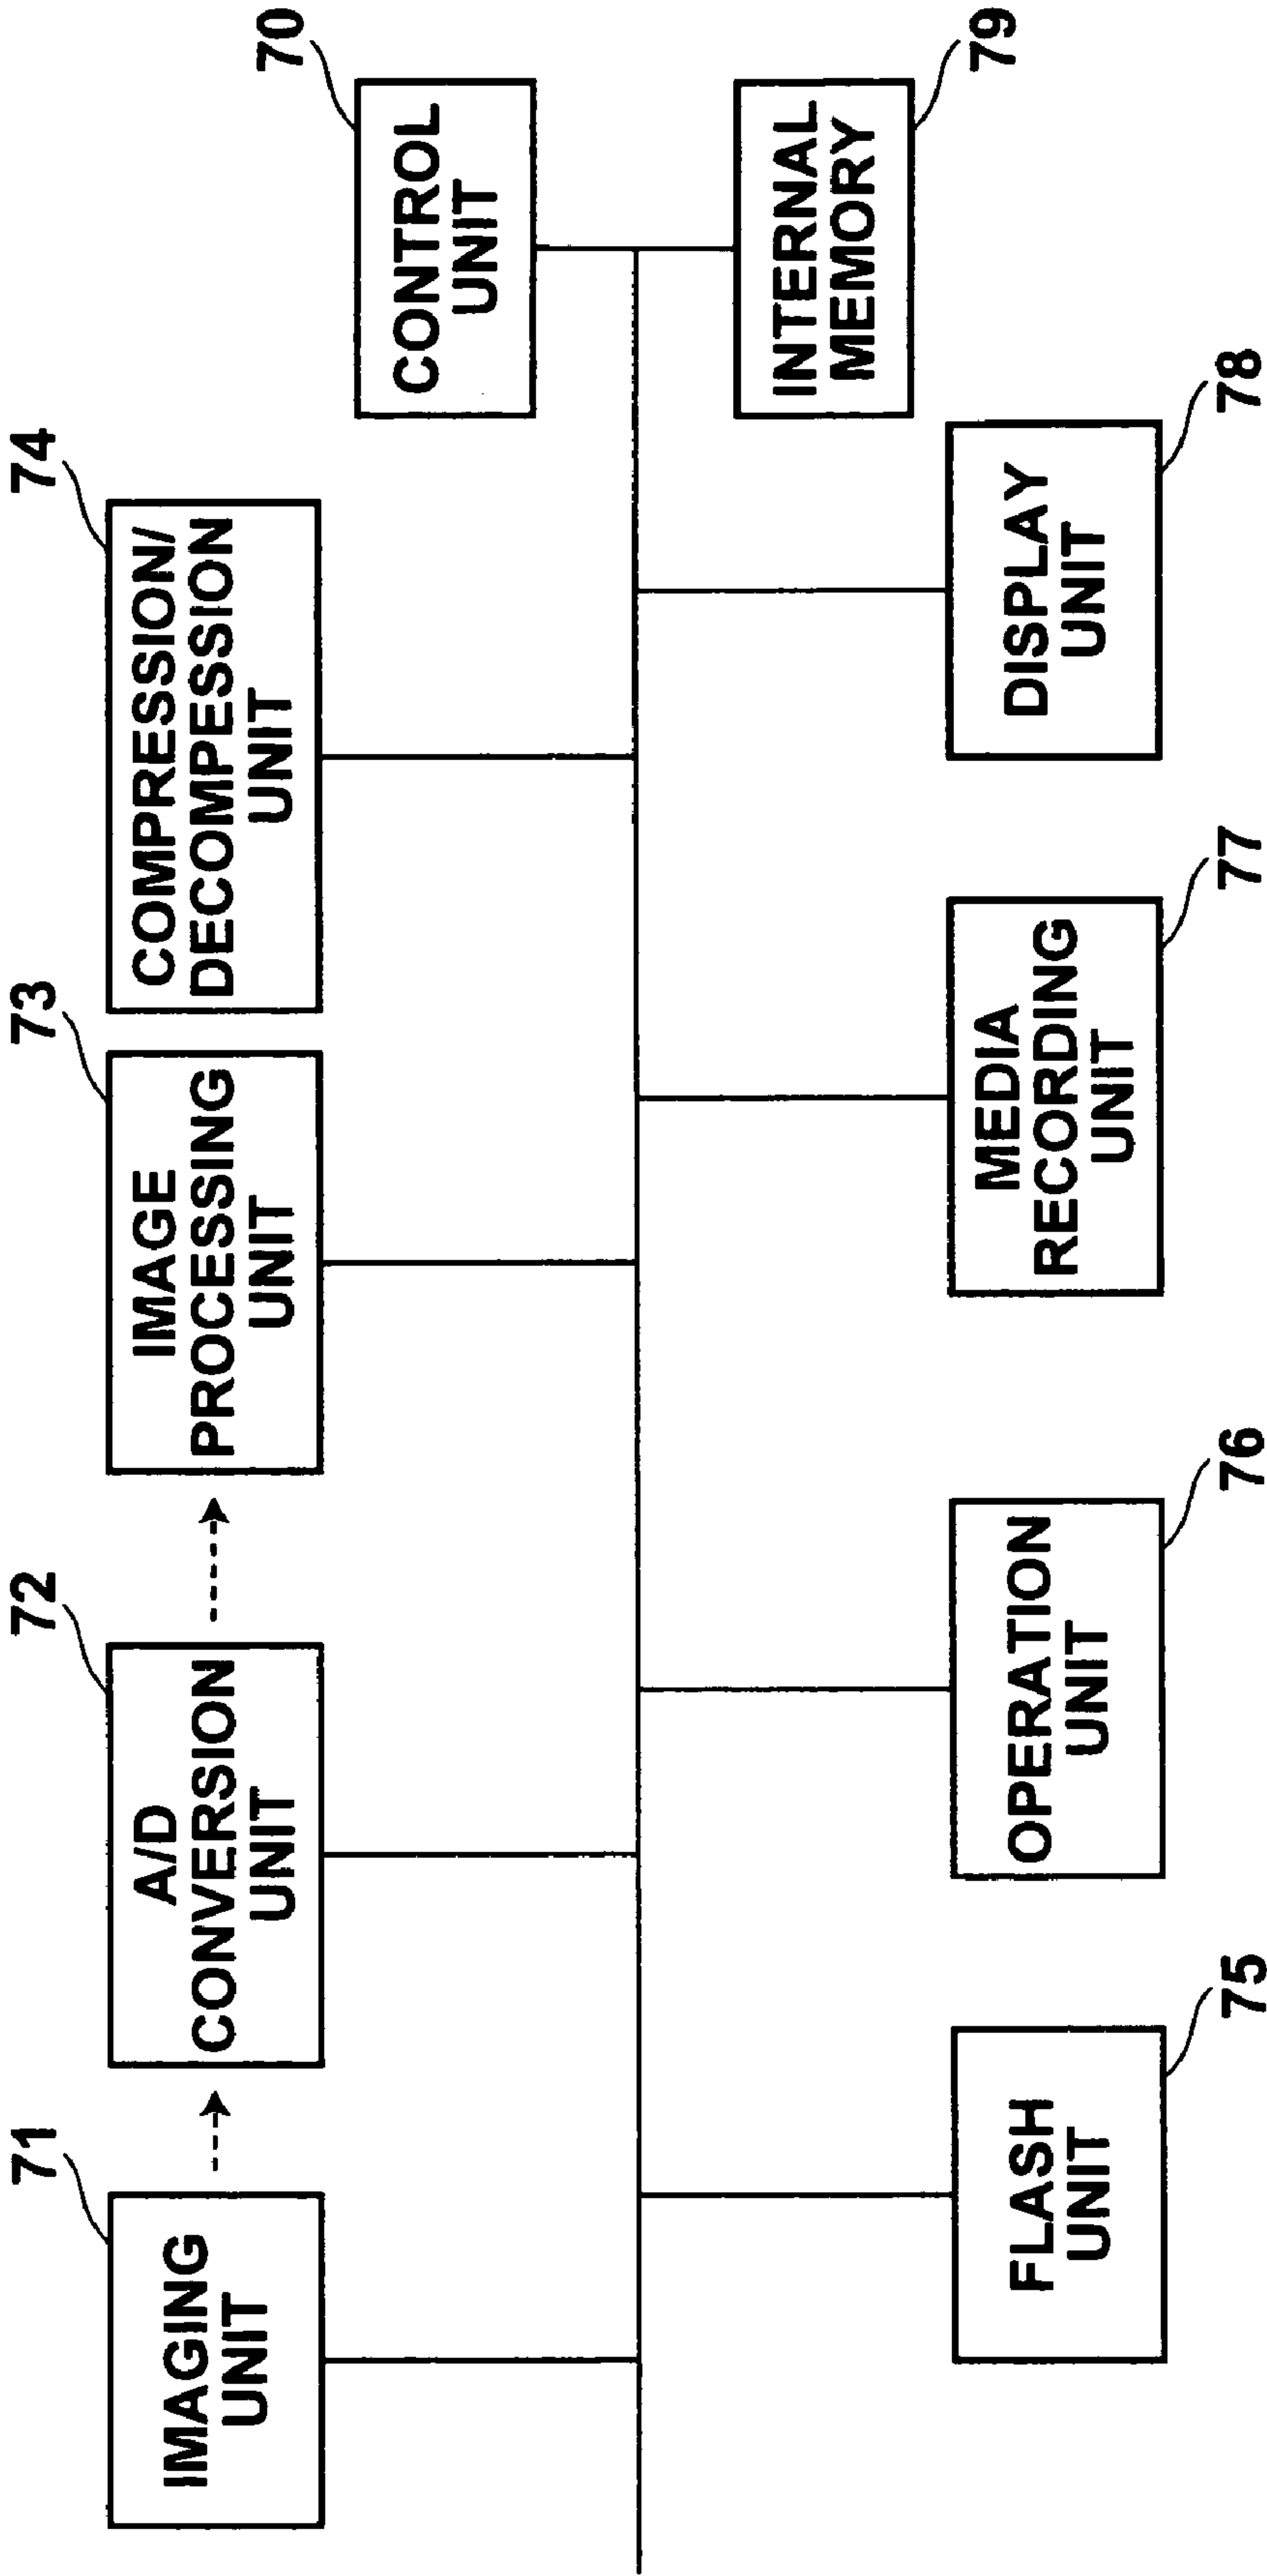 71
IMAGING
UNIT
72
A/D
CONVERSION
UNIT
73
IMAGE
PROCESSING
UNIT
74
COMPRESSION/
DECOMPESSION
UNIT
70
CONTROL
UNIT
INTERNAL
MEMORY
79
FLASH
UNIT
75
OPERATION
UNIT
76
MEDIA
RECORDING
UNIT
77
DISPLAY
UNIT
78